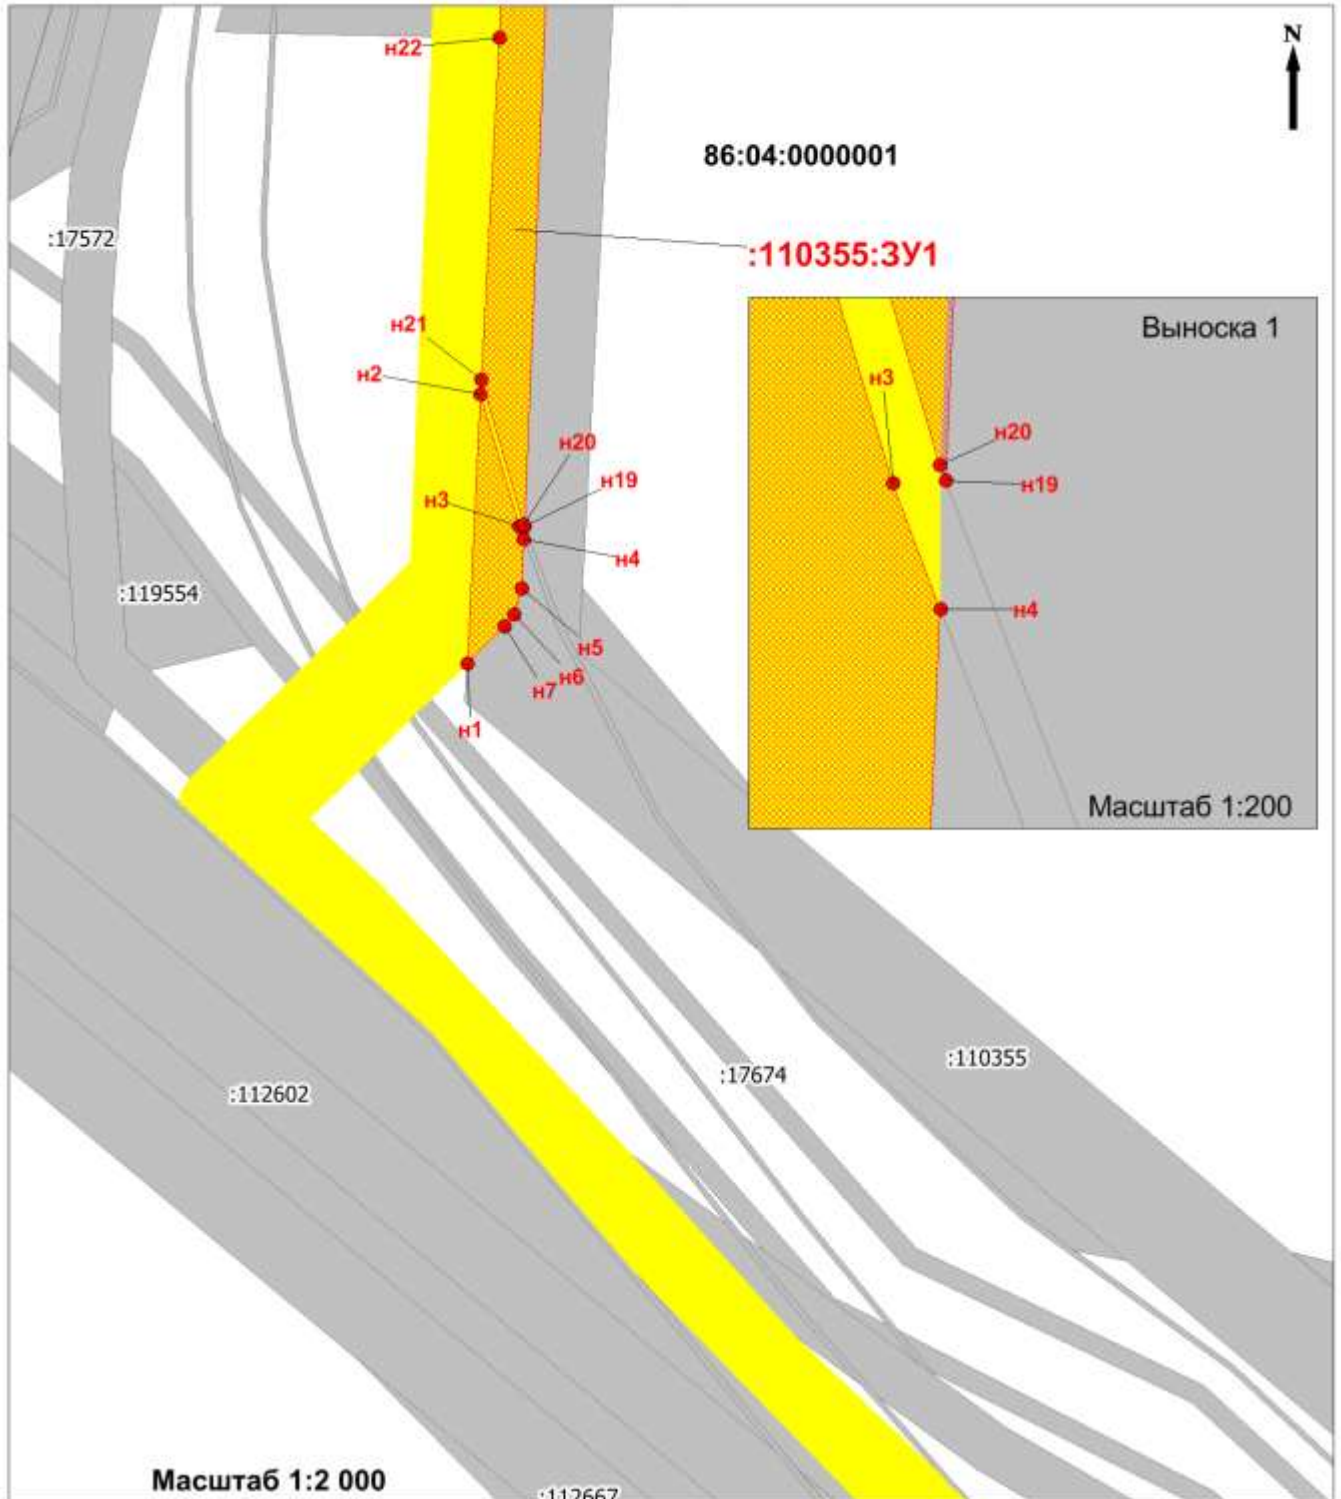 N
н22
86:04:0000001
:17572
:110355:ЗУ1
н21
н2
Выноска 1
н3
н20
н19
н4
Масштаб 1:200
н20
н19
н3
н4
:119554
н5
н6
н7
н1
:110355
:17674
:112602
Масштаб 1:2 000
:112667